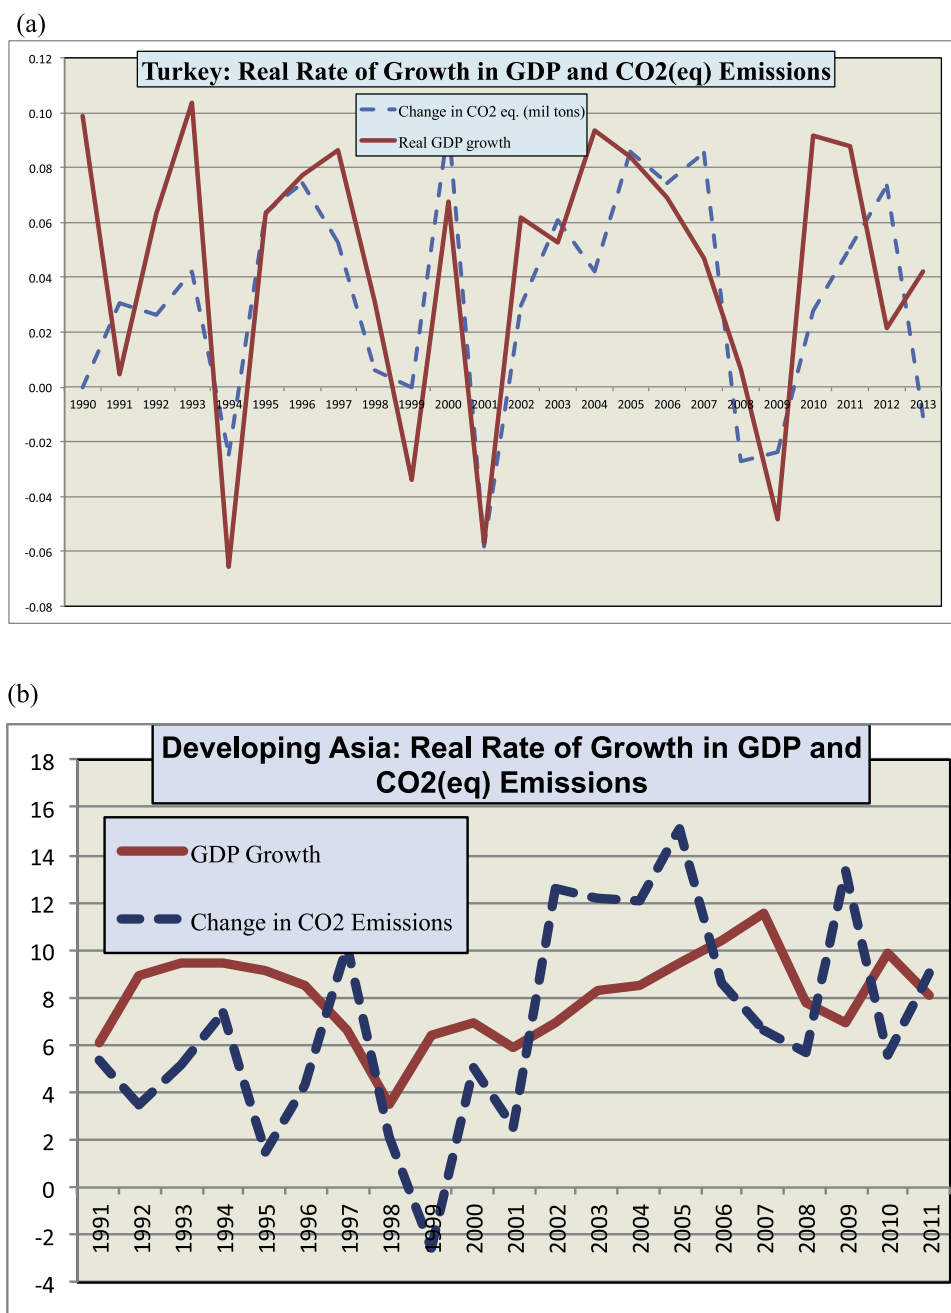 (a)
Turkey: Real Rate of Growth in GDP and CO2(eq) Emissions
Change in CO2 eq. (mil tons)
Real GDP growth
0.12
0.10
0.08
0.06
0.04
0.02
0.00
-0.02
-0.04
-0.06
-0.08
1990 1991 1992 1993 1994 1995 1996 1997 1998 1999 2000 2001 2002 2003 2004 2005 2006 2007 2008 2009 2010 2011 2012 2013
(b)
Developing Asia: Real Rate of Growth in GDP and
CO2(eq) Emissions
GDP Growth
Change in CO2 Emissions
18
16
14
12
10
8
6
4
2
0
-2
-4
1991 1992 1993 1994 1995 1996 1997 1998 1999 2000 2001 2002 2003 2004 2005 2006 2007 2008 2009 2010 2011